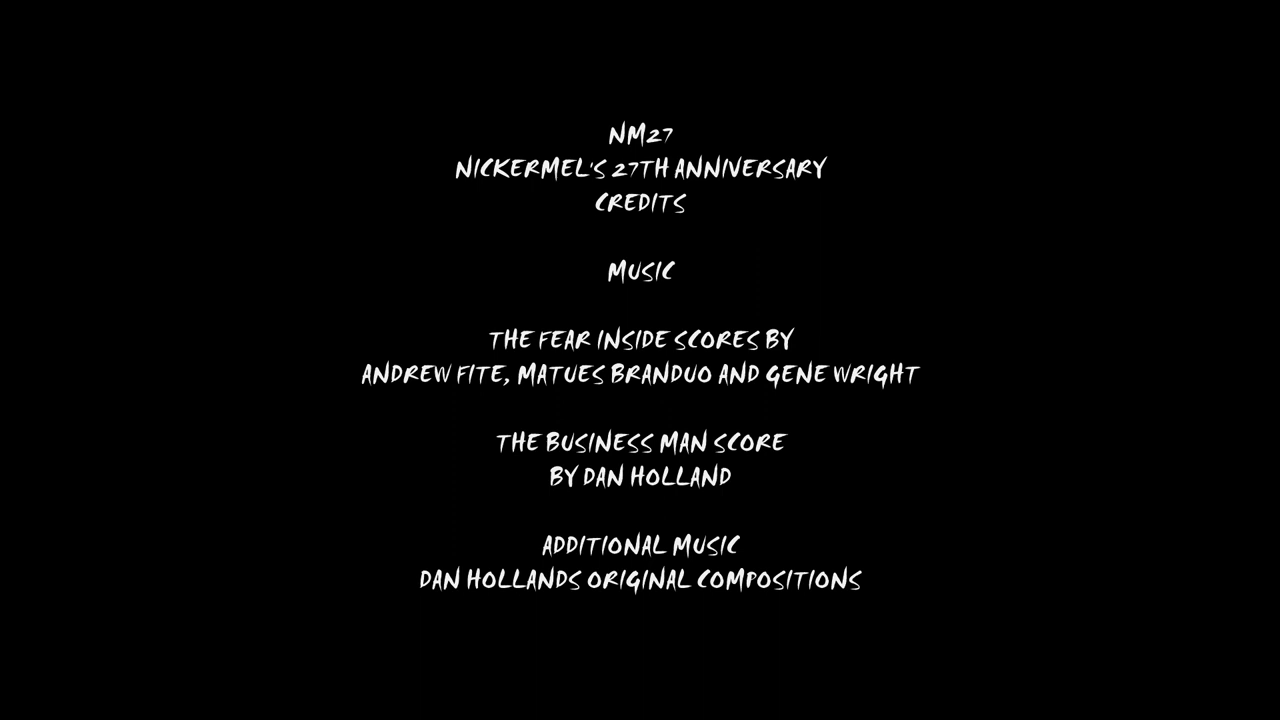 NM27
NICKERMEL'S 27TH ANNIVERSARY
CREDITS
MUSIC
THE FEAR INSIDE SCORES BY
ANDREW FITE, MATUES BRANDUO AND GENE WRIGHT
THE BUSINESS MAN SCORE
BY DAN HOLLAND
ADDITIONAL MUSIC
DAN HOLLANDS ORIGINAL COMPOSITIONS